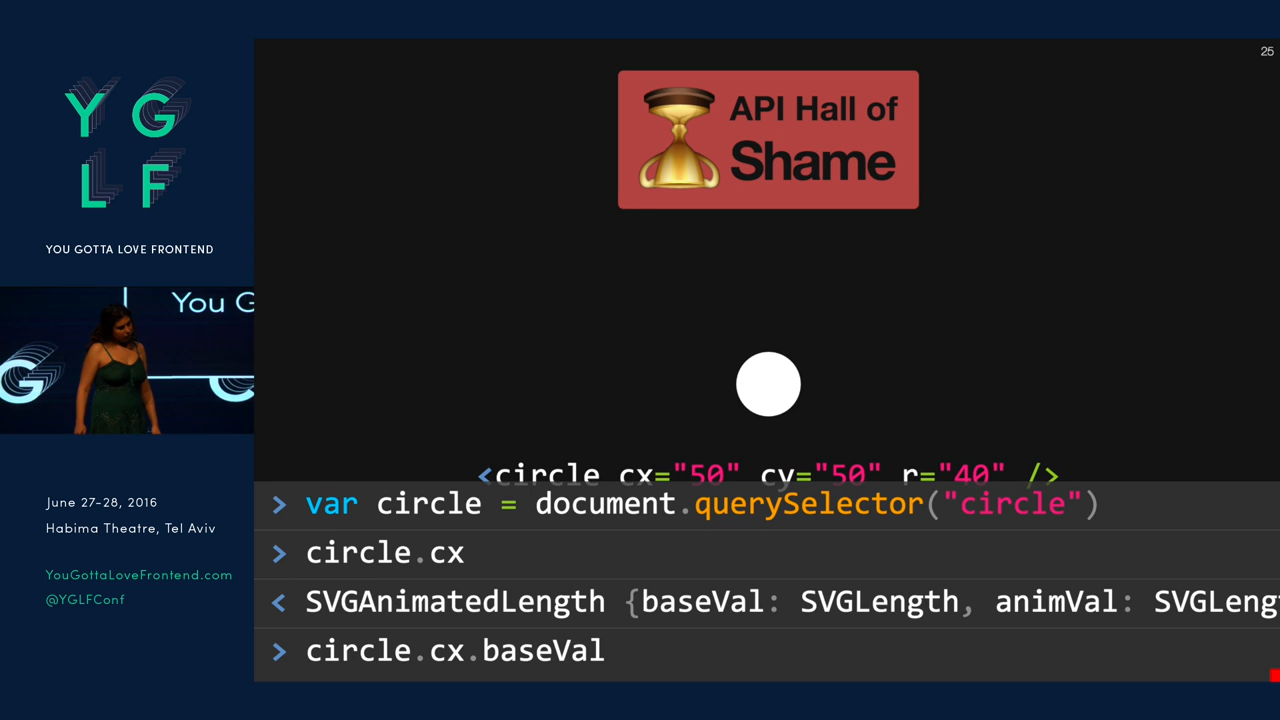 Y G
L F
YOU GOTTA LOVE FRONTEND
You G
G
June 27-28, 2016
Habima Theatre, Tel Aviv
YouGottaLoveFrontend.com
@YGLFConf
25
API Hall of
Shame
<circle cx="50" cy="50" r="40" />
> var circle = document.querySelector("circle")
> circle.cx
< SVGAnimatedLength {baseVal: SVGLength, animVal: SVGLeng
> circle.cx.baseVal